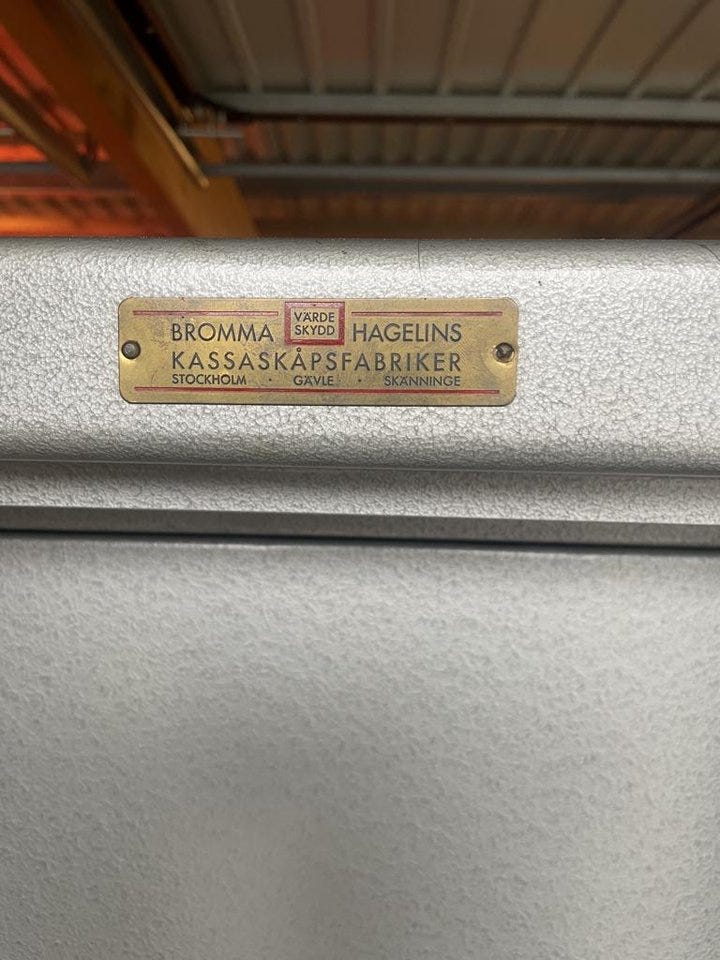 VÄRDE
SKYDD
BROMMA HAGELINS
KASSASKÅPSFABRIKER
STOCKHOLM · GÄVLE · SKÄNNINGE